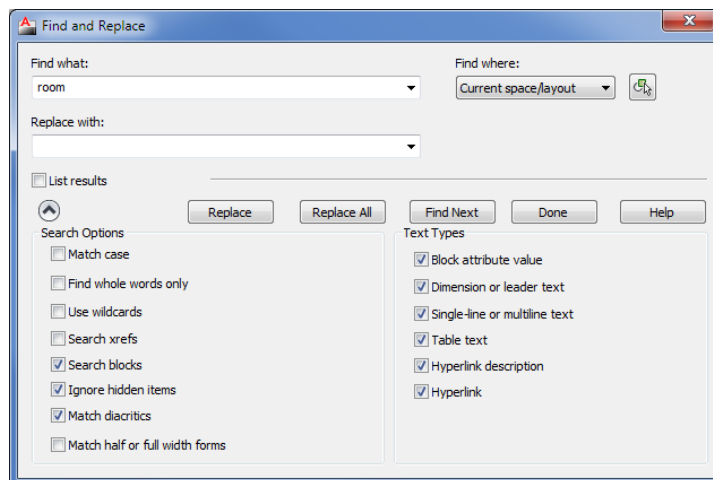 Find and Replace
Find what:
Find where:
room
Current space/layout
Replace with:
List results
Replace
Replace All
Find Next
Done
Help
Search Options
Match case
Find whole words only
Use wildcards
Search xrefs
Search blocks
Ignore hidden items
Match diacritics
Match half or full width forms
Text Types
Block attribute value
Dimension or leader text
Single-line or multiline text
Table text
Hyperlink description
Hyperlink